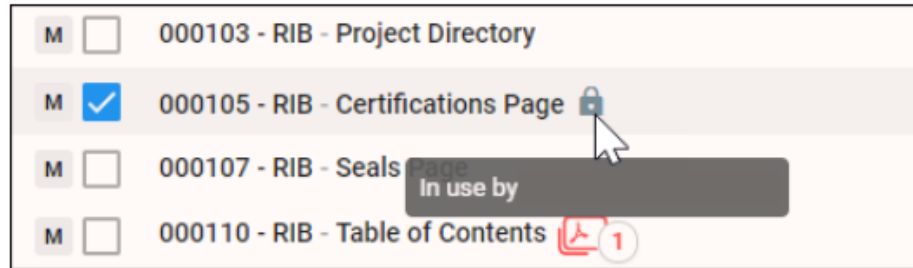 M 000103 - RIB - Project Directory
M 000105 - RIB - Certifications Page
M 000107 - RIB - Seals Page
In use by
M 000110 - RIB - Table of Contents 1